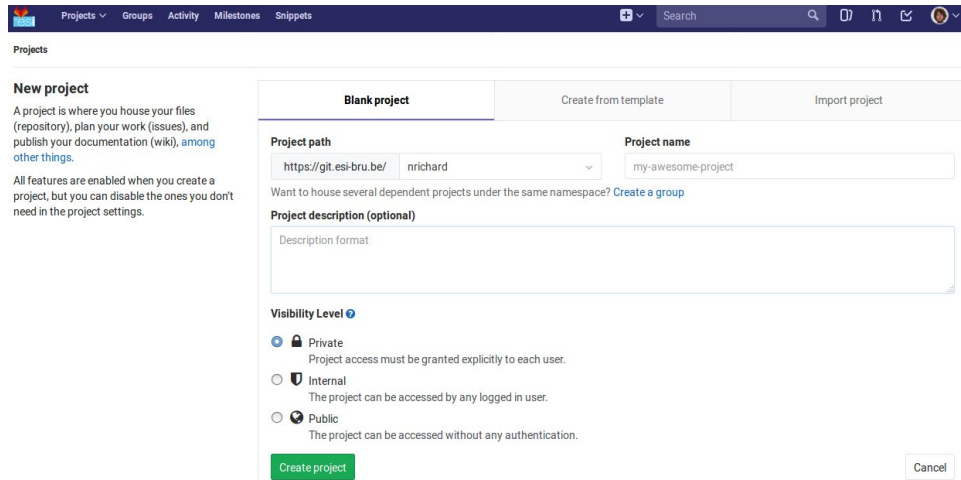 esi Projects Groups Activity Milestones Snippets Search
Projects
New project
A project is where you house your files
(repository), plan your work (issues), and
publish your documentation (wiki), among
other things.
All features are enabled when you create a
project, but you can disable the ones you don't
need in the project settings.
Blank project Create from template Import project
Project path Project name
https://git.esi-bru.be/ nrichard my-awesome-project
Want to house several dependent projects under the same namespace? Create a group
Project description (optional)
Description format
Visibility Level
Private
Project access must be granted explicitly to each user.
Internal
The project can be accessed by any logged in user.
Public
The project can be accessed without any authentication.
Create project Cancel